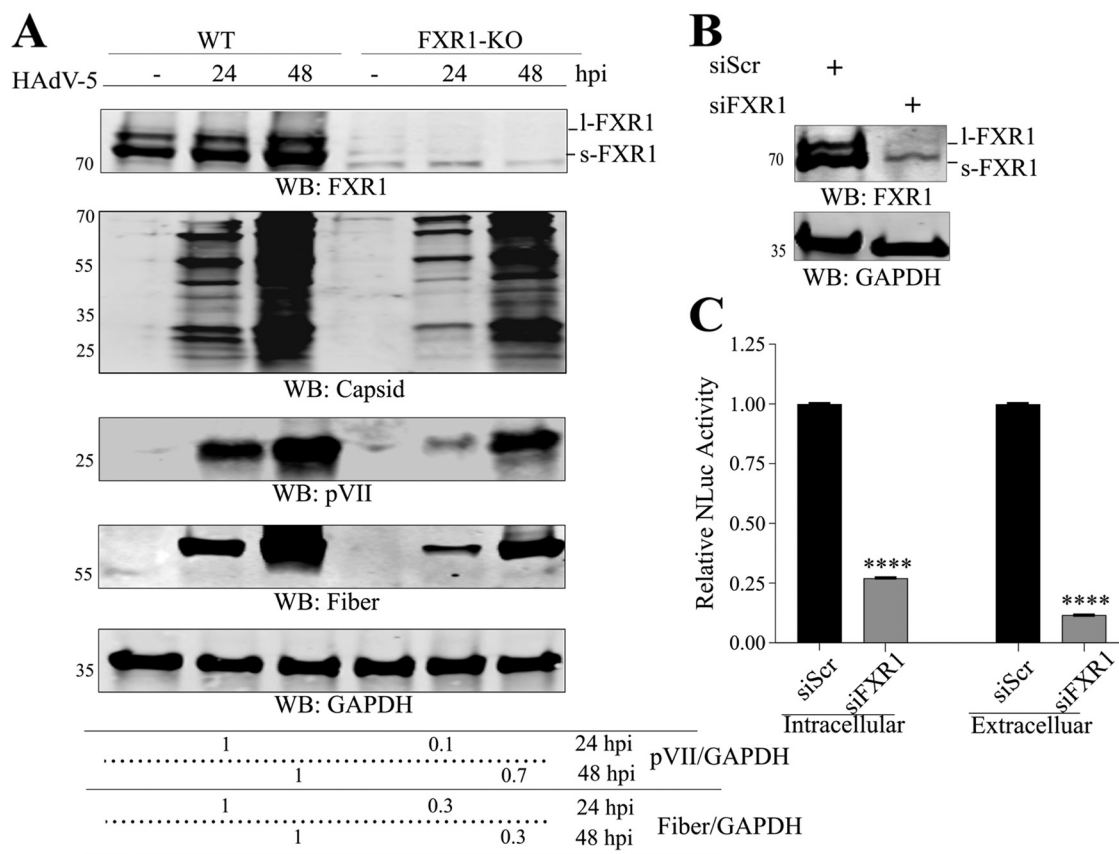 A
WT FXR1-KO
HAdV-5 - 24 48 - 24 48 hpi
l-FXR1
s-FXR1
70
WB: FXR1
70
55
35
25
WB: Capsid
25
WB: pVII
55
WB: Fiber
35
WB: GAPDH
1 0.1 24 hpi
1 0.7 48 hpi
pVII/GAPDH
1 0.3 24 hpi
1 0.3 48 hpi
Fiber/GAPDH
B
siScr +
siFXR1 +
l-FXR1
70
s-FXR1
WB: FXR1
35
WB: GAPDH
C
Relative NLuc Activity
1.25
1.00
0.75
0.50
0.25
0.00
****
****
siScr siFXR1 siScr siFXR1
Intracellular Extracelluar